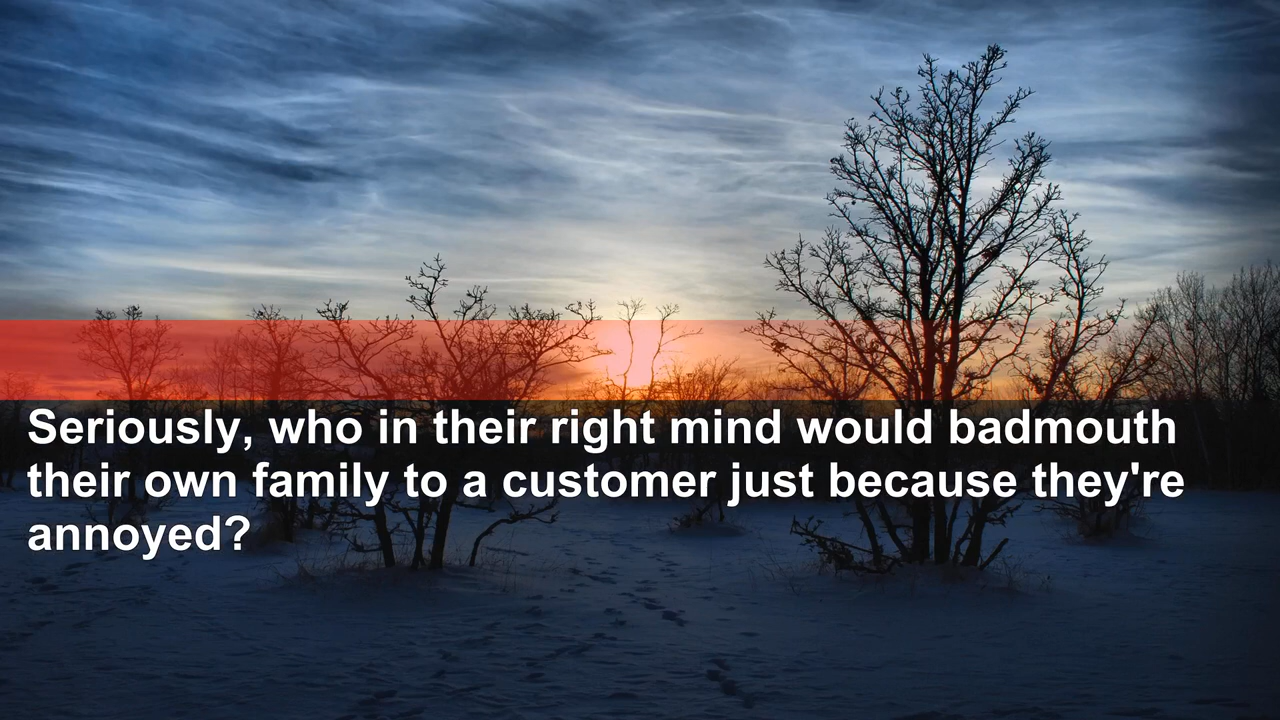 Seriously, who in their right mind would badmouth
their own family to a customer just because they're
annoyed?